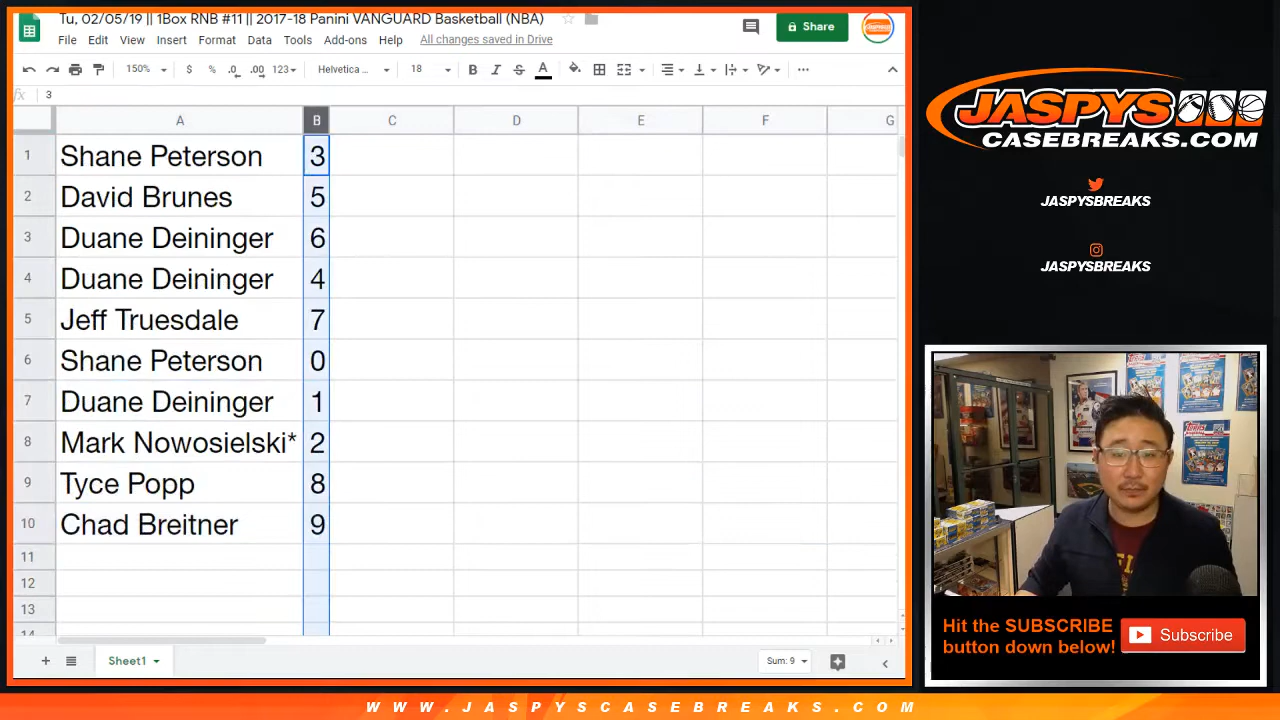 Tu, 02/05/19 || 1Box RNB #11 || 2017-18 Panini VANGUARD Basketball (NBA)
File Edit View Insert Format Data Tools Add-ons Help All changes saved in Drive
Share
150% $ % .0 .00 123 Helvetica ... 18 B I S A
fx 3
A B C D E F G
1 Shane Peterson 3
2 David Brunes 5
3 Duane Deininger 6
4 Duane Deininger 4
5 Jeff Truesdale 7
6 Shane Peterson 0
7 Duane Deininger 1
8 Mark Nowosielski* 2
9 Tyce Popp 8
10 Chad Breitner 9
11
12
13
14
+ Sheet1 Sum: 9
JASPYS
CASEBREAKS.COM
JASPYSBREAKS
JASPYSBREAKS
Hit the SUBSCRIBE
button down below!
Subscribe
WWW.JASPYSCASEBREAKS.COM